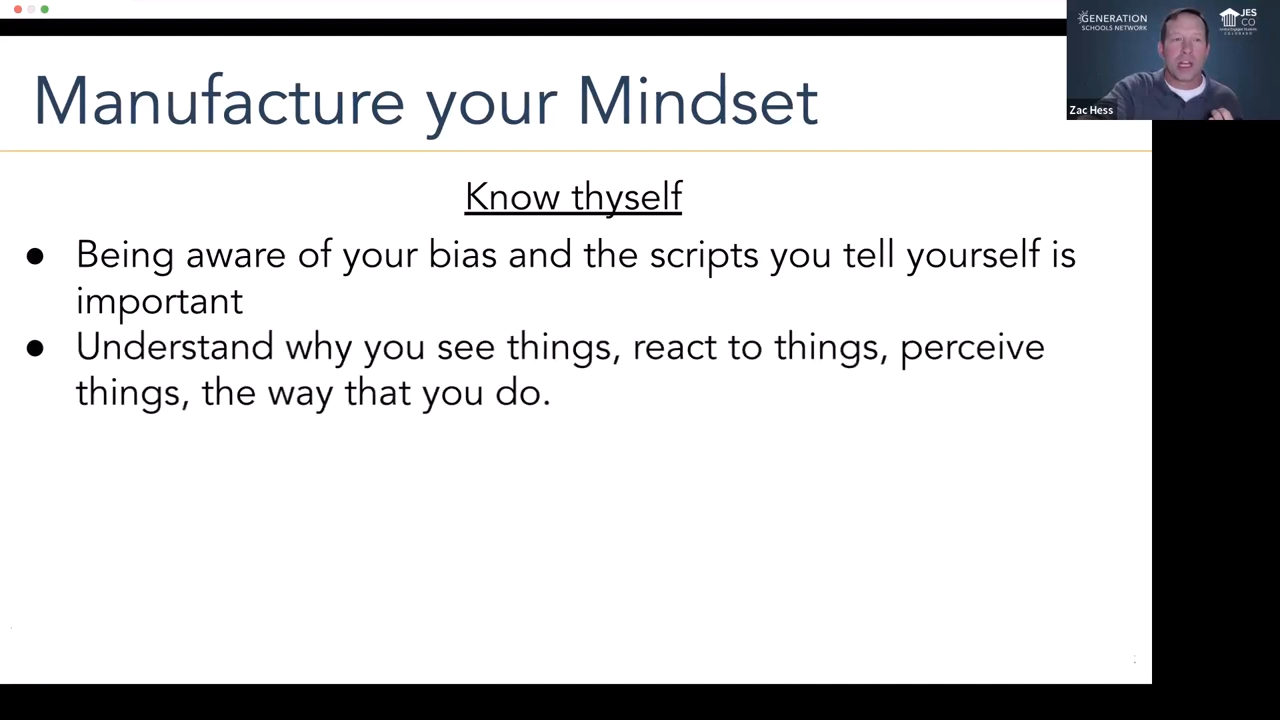 GENERATION
SCHOOLS NETWORK
JES
CO
COLORADO
Zac Hess
Manufacture your Mindset
Know thyself
● Being aware of your bias and the scripts you tell yourself is
important
● Understand why you see things, react to things, perceive
things, the way that you do.